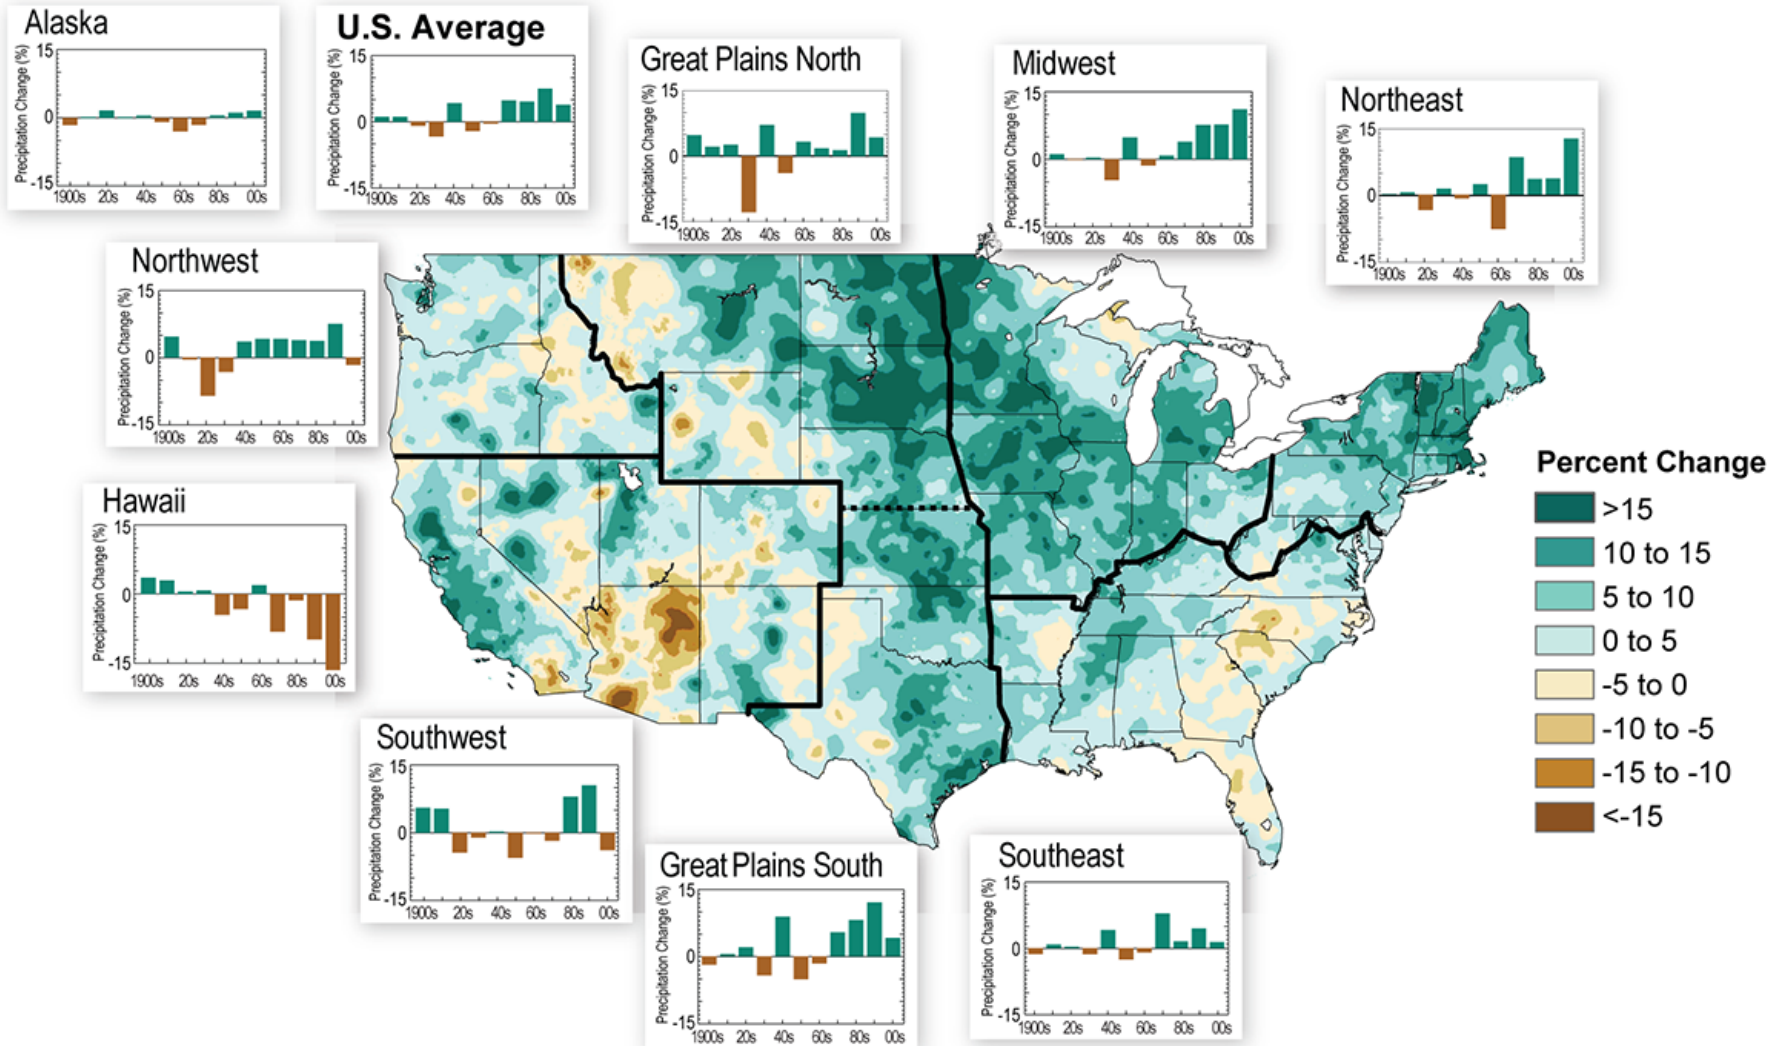 Alaska
Precipitation Change (%)
15
0
-15
1900s 20s 40s 60s 80s 00s
U.S. Average
Precipitation Change (%)
15
0
-15
1900s 20s 40s 60s 80s 00s
Great Plains North
Precipitation Change (%)
15
0
-15
1900s 20s 40s 60s 80s 00s
Midwest
Precipitation Change (%)
15
0
-15
1900s 20s 40s 60s 80s 00s
Northeast
Precipitation Change (%)
15
0
-15
1900s 20s 40s 60s 80s 00s
Northwest
Precipitation Change (%)
15
0
-15
1900s 20s 40s 60s 80s 00s
Hawaii
Precipitation Change (%)
15
0
-15
1900s 20s 40s 60s 80s 00s
Percent Change
>15
10 to 15
5 to 10
0 to 5
-5 to 0
-10 to -5
-15 to -10
<-15
Southwest
Precipitation Change (%)
15
0
-15
1900s 20s 40s 60s 80s 00s
Great Plains South
Precipitation Change (%)
15
0
-15
1900s 20s 40s 60s 80s 00s
Southeast
Precipitation Change (%)
15
0
-15
1900s 20s 40s 60s 80s 00s